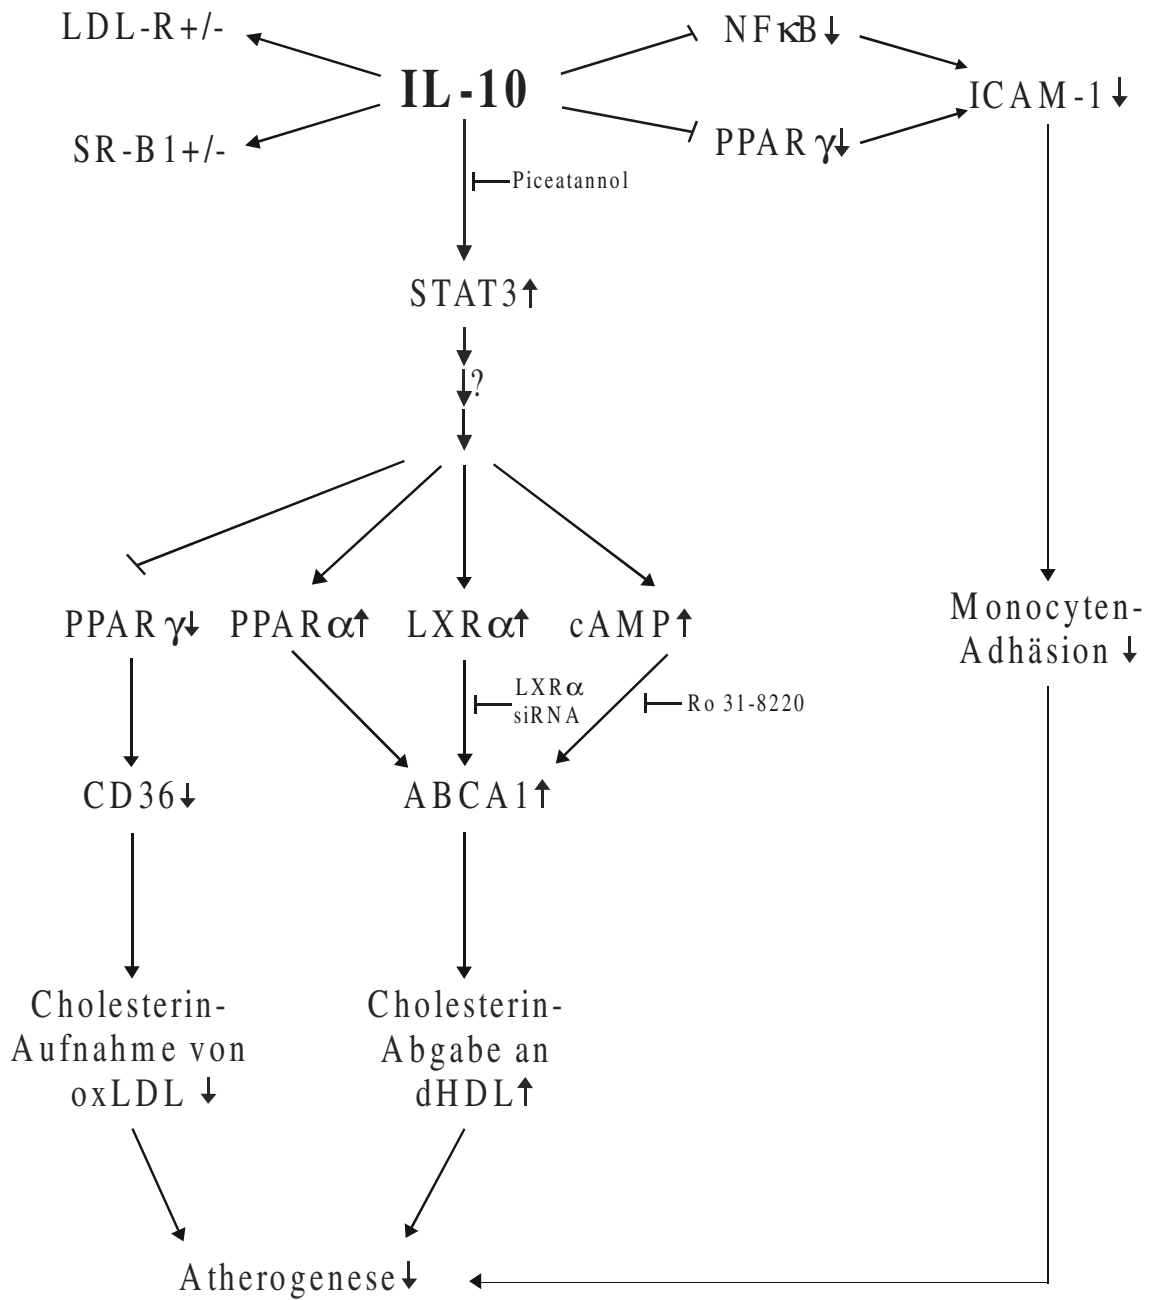 LDL-R+/-
NFκB↓
IL-10
ICAM-1↓
SR-B1+/-
PPARγ↓
Piceatannol
STAT3↑
?
PPARγ↓
PPARα↑
LXRα↑
cAMP↑
Monocyten-
Adhäsion ↓
LXRα
siRNA
Ro 31-8220
CD36↓
ABCA1↑
Cholesterin-
Aufnahme von
oxLDL ↓
Cholesterin-
Abgabe an
dHDL↑
Atherogenese↓